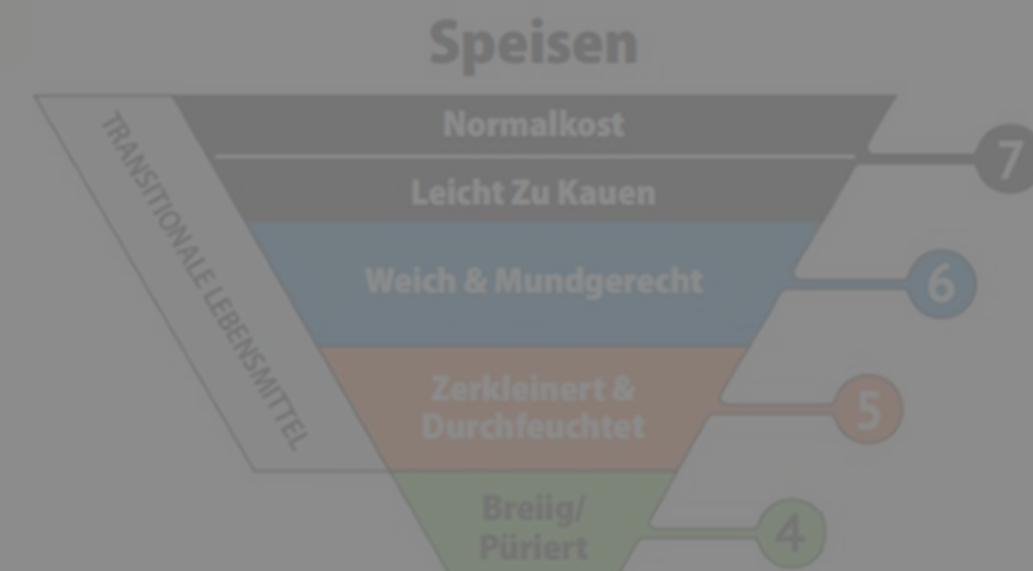 Speisen
TRANSITIONALE LEBENSMITTEL
Normalkost
7
Leicht Zu Kauen
Weich & Mundgerecht
6
Zerkleinert &
Durchfeuchtet
5
Breiig/
Püriert
4